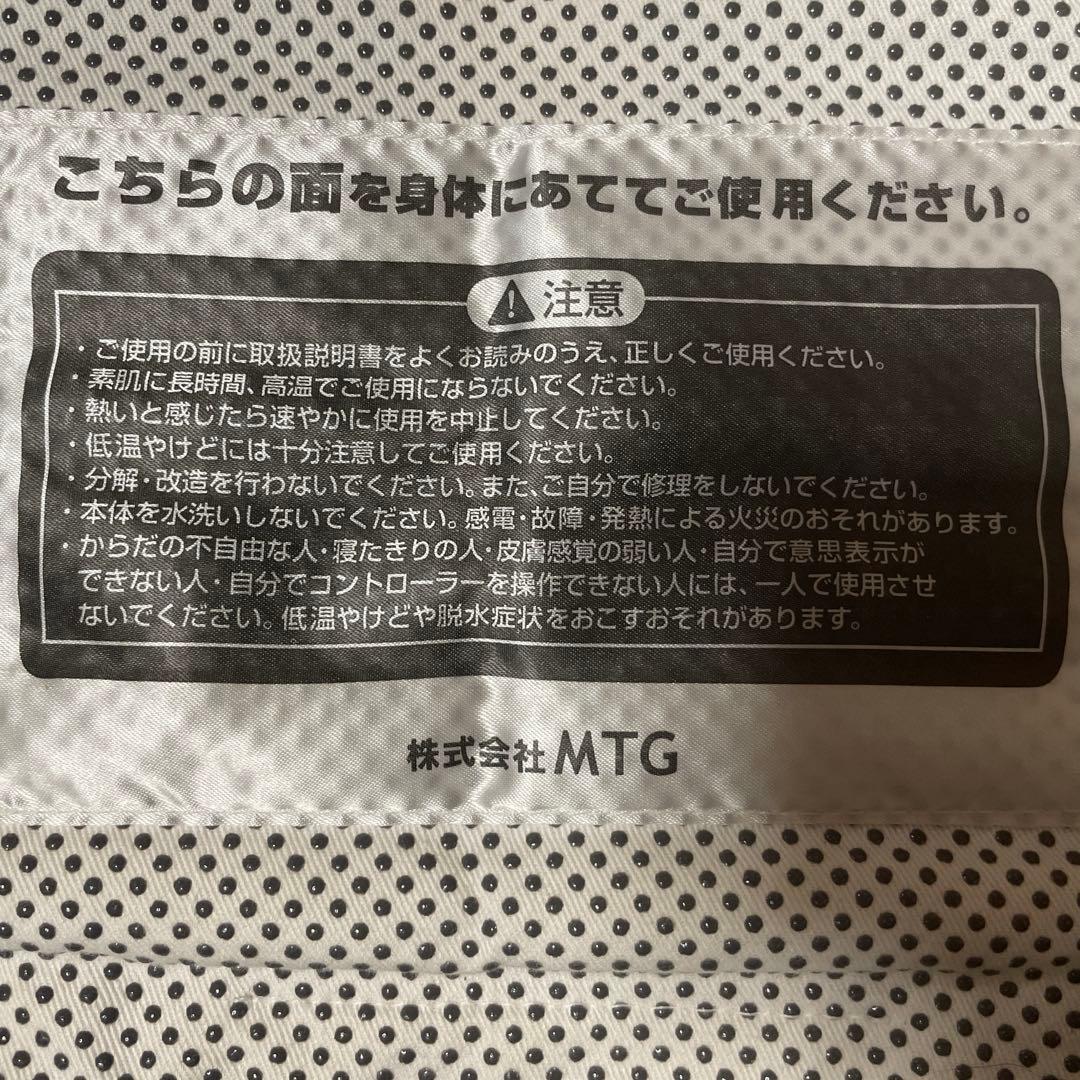 こちらの面を身体にあててご使用ください。
注意
・ご使用の前に取扱説明書をよくお読みのうえ、正しくご使用ください。
・素肌に長時間、高温でご使用にならないでください。
・熱いと感じたら速やかに使用を中止してください。
・低温やけどには十分注意してご使用ください。
・分解・改造を行わないでください。また、ご自分で修理をしないでください。
・本体を水洗いしないでください。感電・故障・発熱による火災のおそれがあります。
・からだの不自由な人・寝たきりの人・皮膚感覚の弱い人・自分で意思表示が
できない人・自分でコントローラーを操作できない人には、一人で使用させ
ないでください。低温やけどや脱水症状をおこすおそれがあります。
株式会社MTG